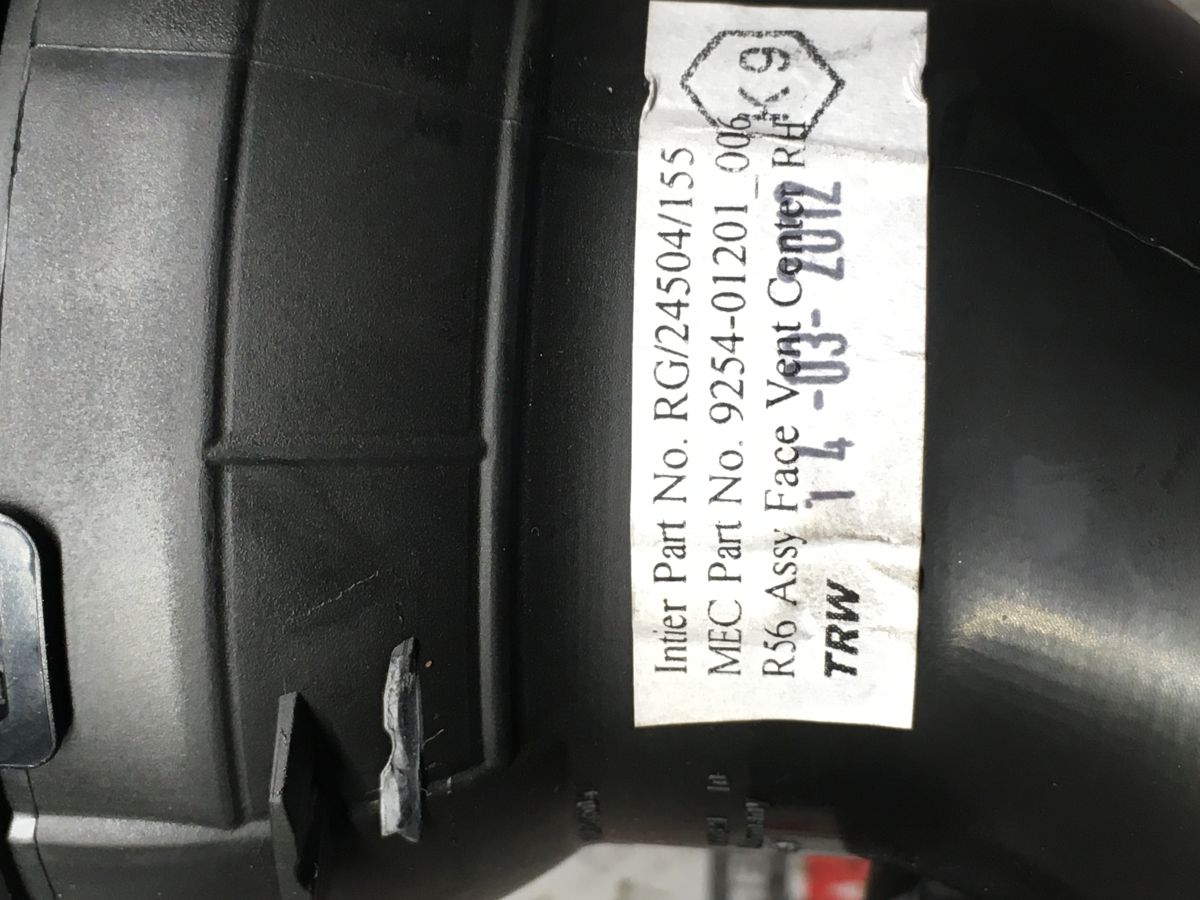 K9
Intier Part No. RG/24504/155
MEC Part No. 9254-01201_006
R56 Assy Face Vent Center RH
14-03-2012
TRW